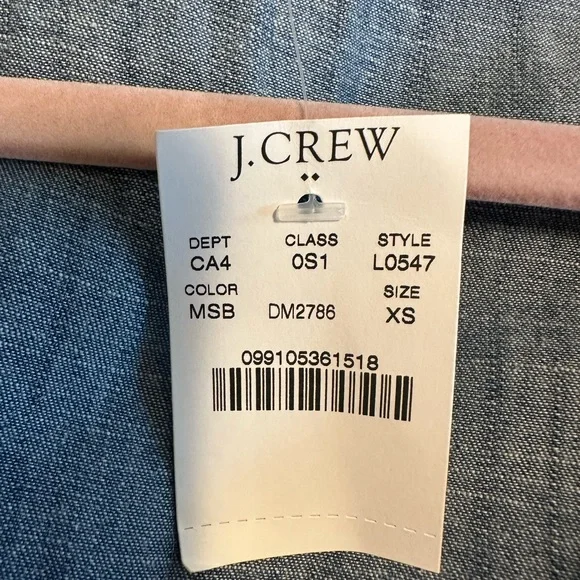 J.CREW
DEPT CLASS STYLE
CA4 0S1 L0547
COLOR SIZE
MSB DM2786 XS
099105361518